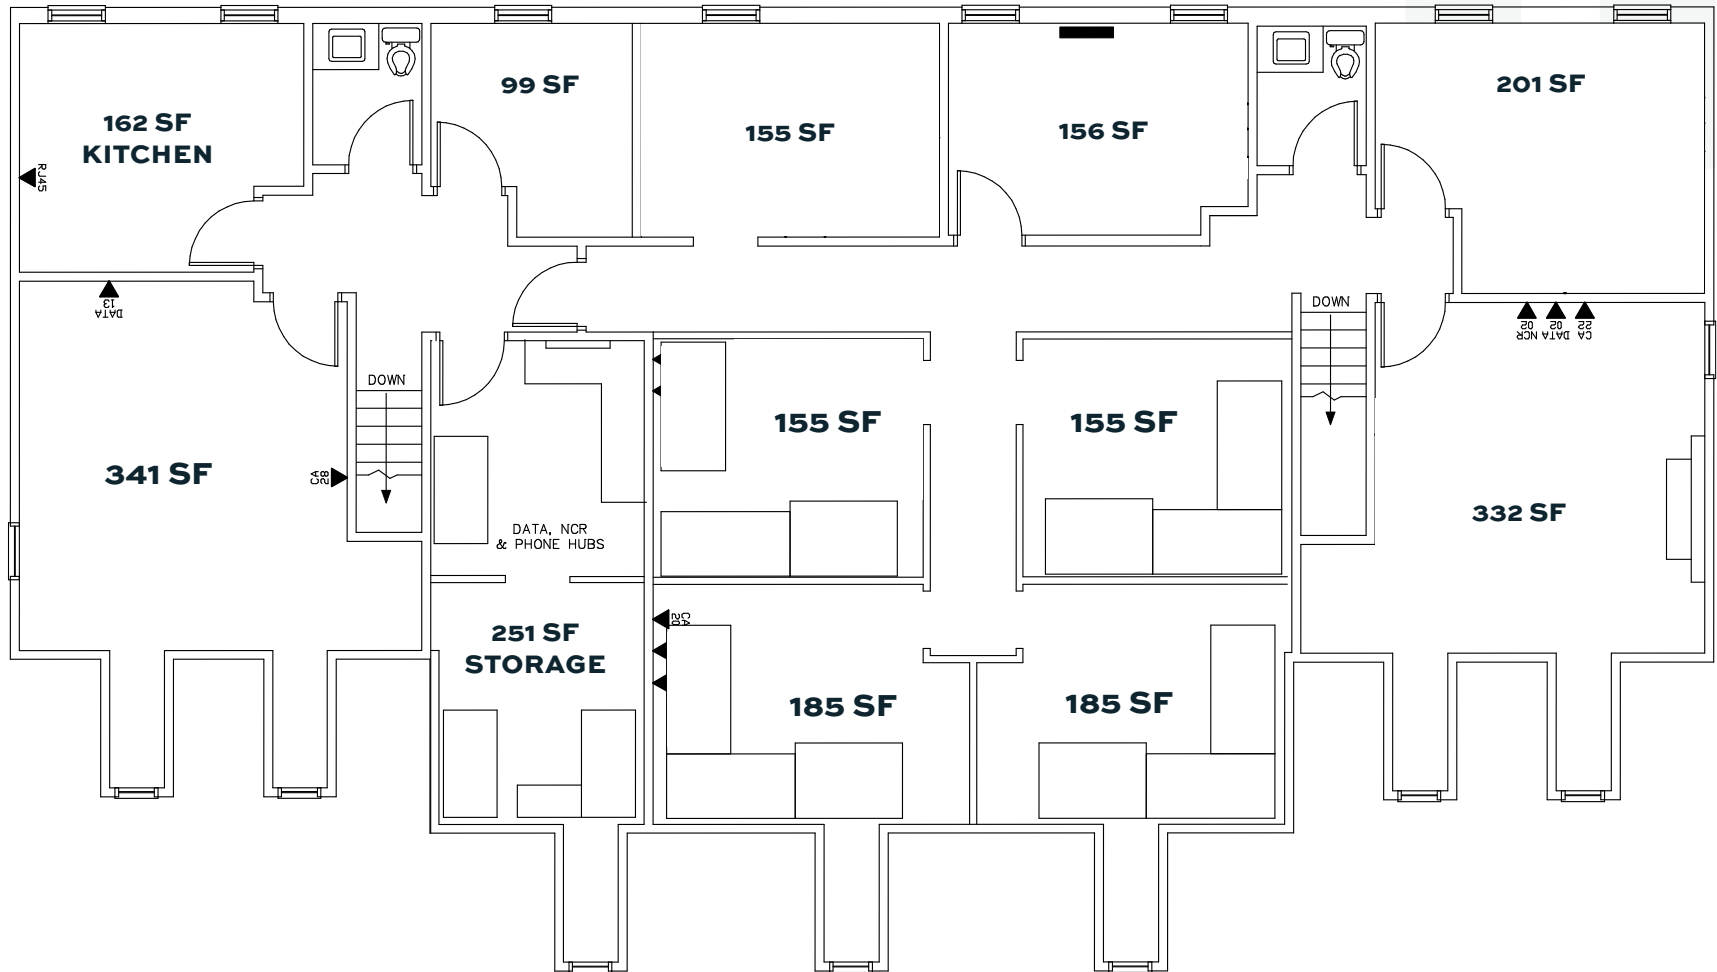 99 SF
201 SF
162 SF
KITCHEN
155 SF
156 SF
RJ45
DATA
13
DOWN
NCR
02
DATA
02
CA
22
DOWN
155 SF
155 SF
341 SF
CA
28
332 SF
DATA, NCR
& PHONE HUBS
CA
20
251 SF
STORAGE
185 SF
185 SF